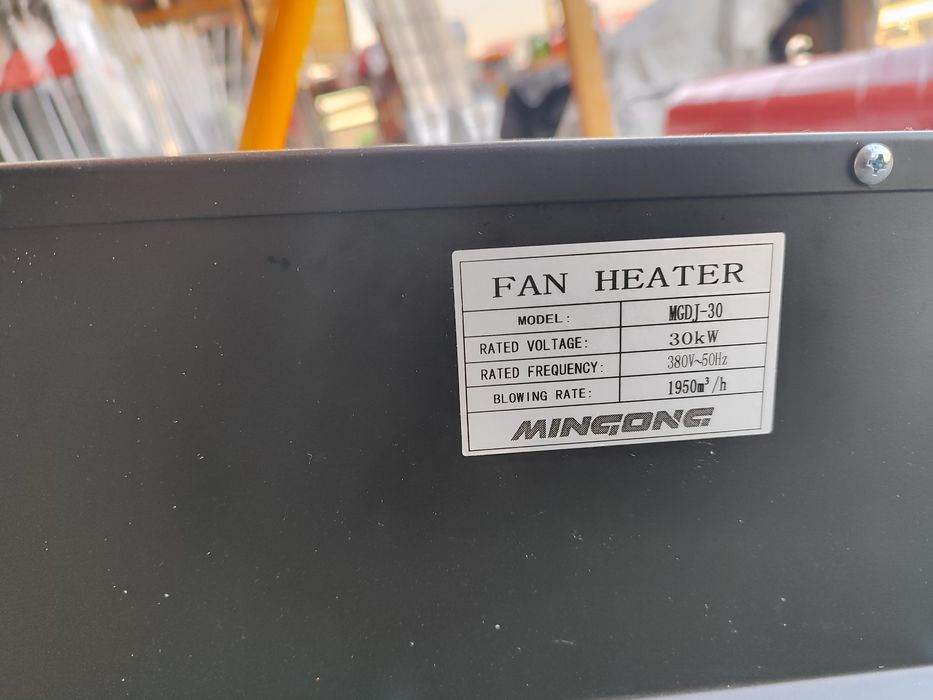 FAN HEATER
MODEL: MGDJ-30
RATED VOLTAGE: 30kW
RATED FREQUENCY: 380V~50Hz
BLOWING RATE: 1950m³/h
MINGONG